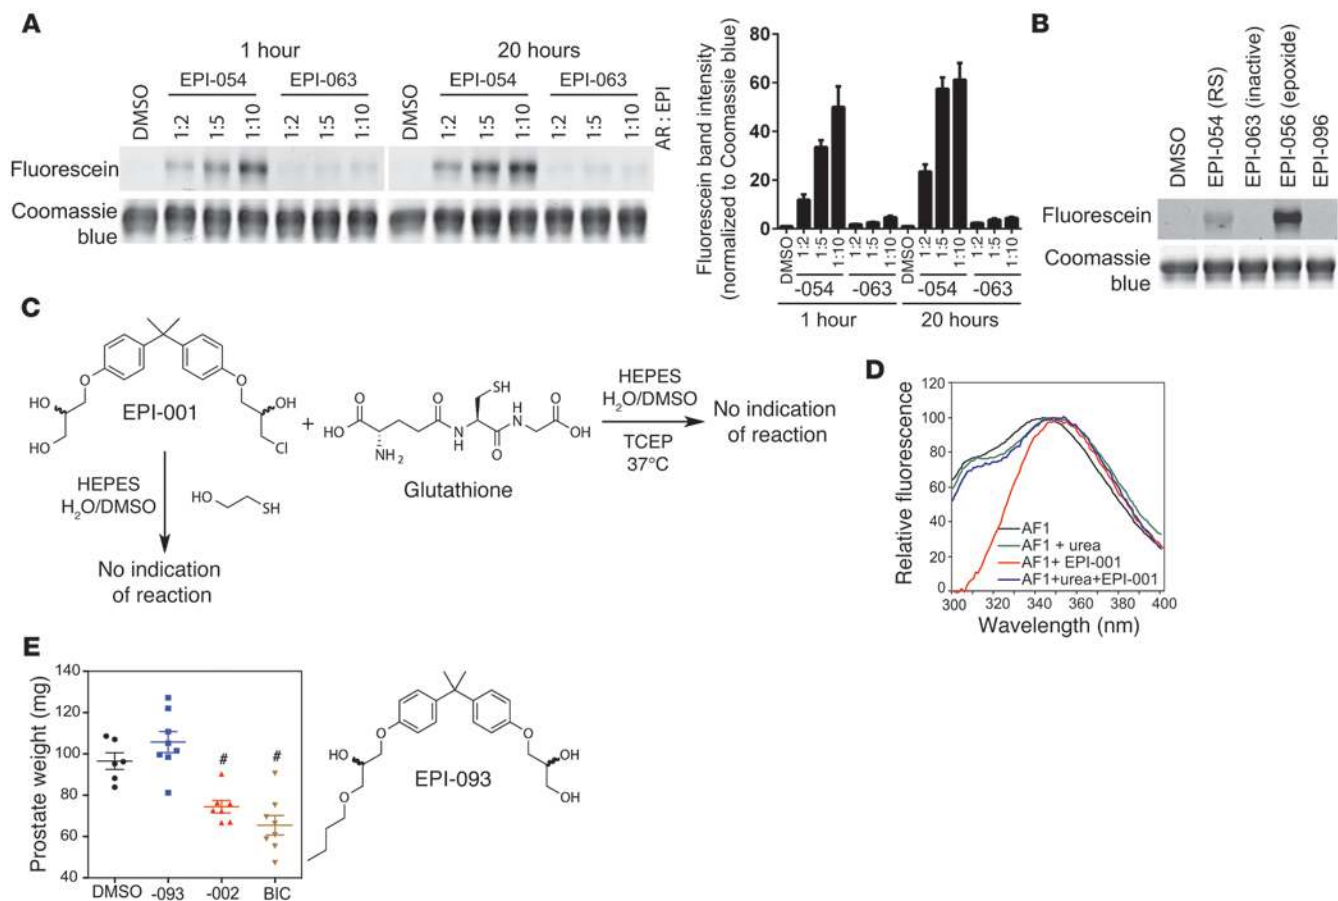 A
1 hour
20 hours
DMSO
EPI-054
EPI-063
DMSO
EPI-054
EPI-063
1:2
1:5
1:10
1:2
1:5
1:10
1:2
1:5
1:10
1:2
1:5
1:10
AR : EPI
Fluorescein
Coomassie
blue
Fluorescein band intensity
(normalized to Coomassie blue)
80
60
40
20
0
DMSO
1:2
1:5
1:10
1:2
1:5
1:10
DMSO
1:2
1:5
1:10
1:2
1:5
1:10
-054
-063
-054
-063
1 hour
20 hours
B
DMSO
EPI-054 (RS)
EPI-063 (inactive)
EPI-056 (epoxide)
EPI-096
Fluorescein
Coomassie
blue
C
O
O
HO
HO
OH
Cl
EPI-001
+
HO
O
NH2
O
N
H
SH
O
H
N
O
OH
Glutathione
HEPES
H2O/DMSO
TCEP
37°C
No indication
of reaction
HEPES
H2O/DMSO
HO
SH
No indication
of reaction
D
Relative fluorescence
120
100
80
60
40
20
0
AF1
AF1 + urea
AF1+ EPI-001
AF1+urea+EPI-001
300
320
340
360
380
400
Wavelength (nm)
E
Prostate weight (mg)
140
120
100
80
60
40
#
#
DMSO
-093
-002
BIC
O
O
HO
O
OH
OH
EPI-093